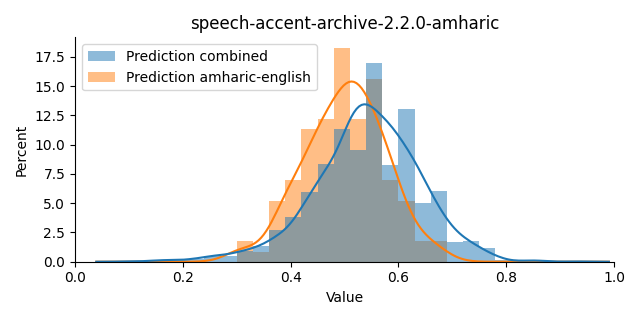 speech-accent-archive-2.2.0-amharic
Prediction combined
Prediction amharic-english
Percent
17.5
15.0
12.5
10.0
7.5
5.0
2.5
0.0
0.0 0.2 0.4 0.6 0.8 1.0
Value